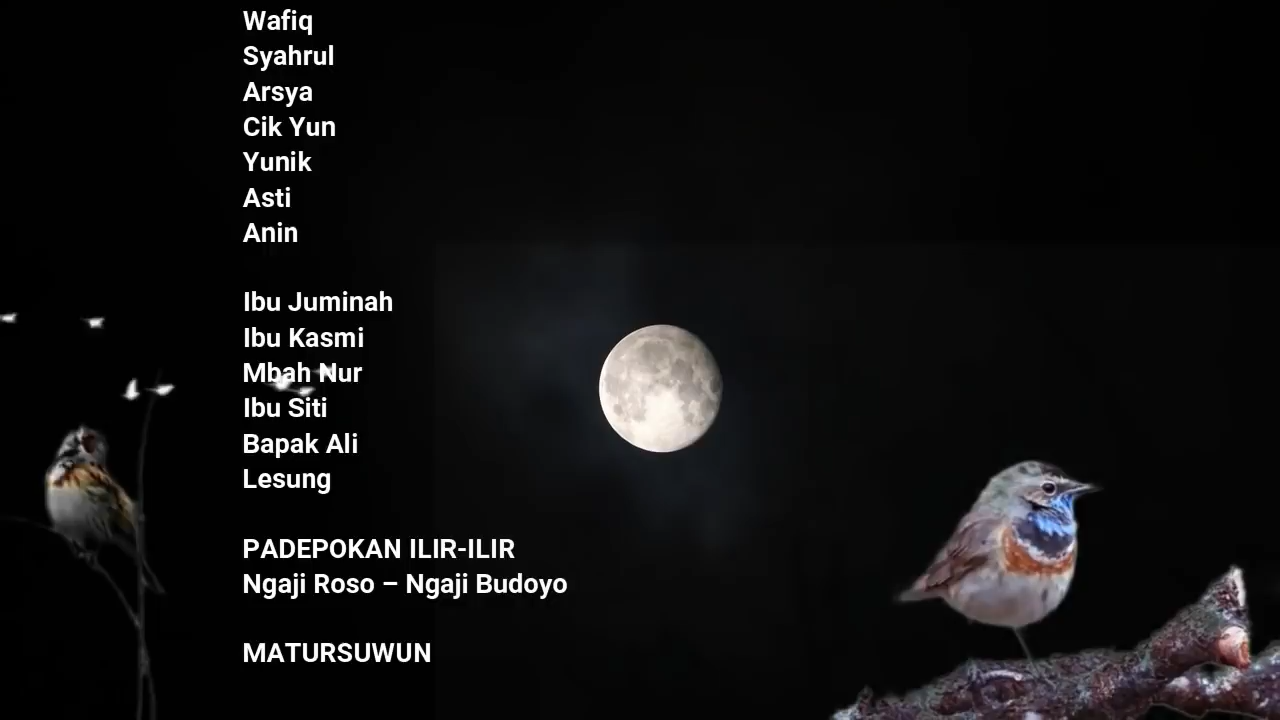 Wafiq
Syahrul
Arsya
Cik Yun
Yunik
Asti
Anin
Ibu Juminah
Ibu Kasmi
Mbah Nur
Ibu Siti
Bapak Ali
Lesung
PADEPOKAN ILIR-ILIR
Ngaji Roso – Ngaji Budoyo
MATURSUWUN